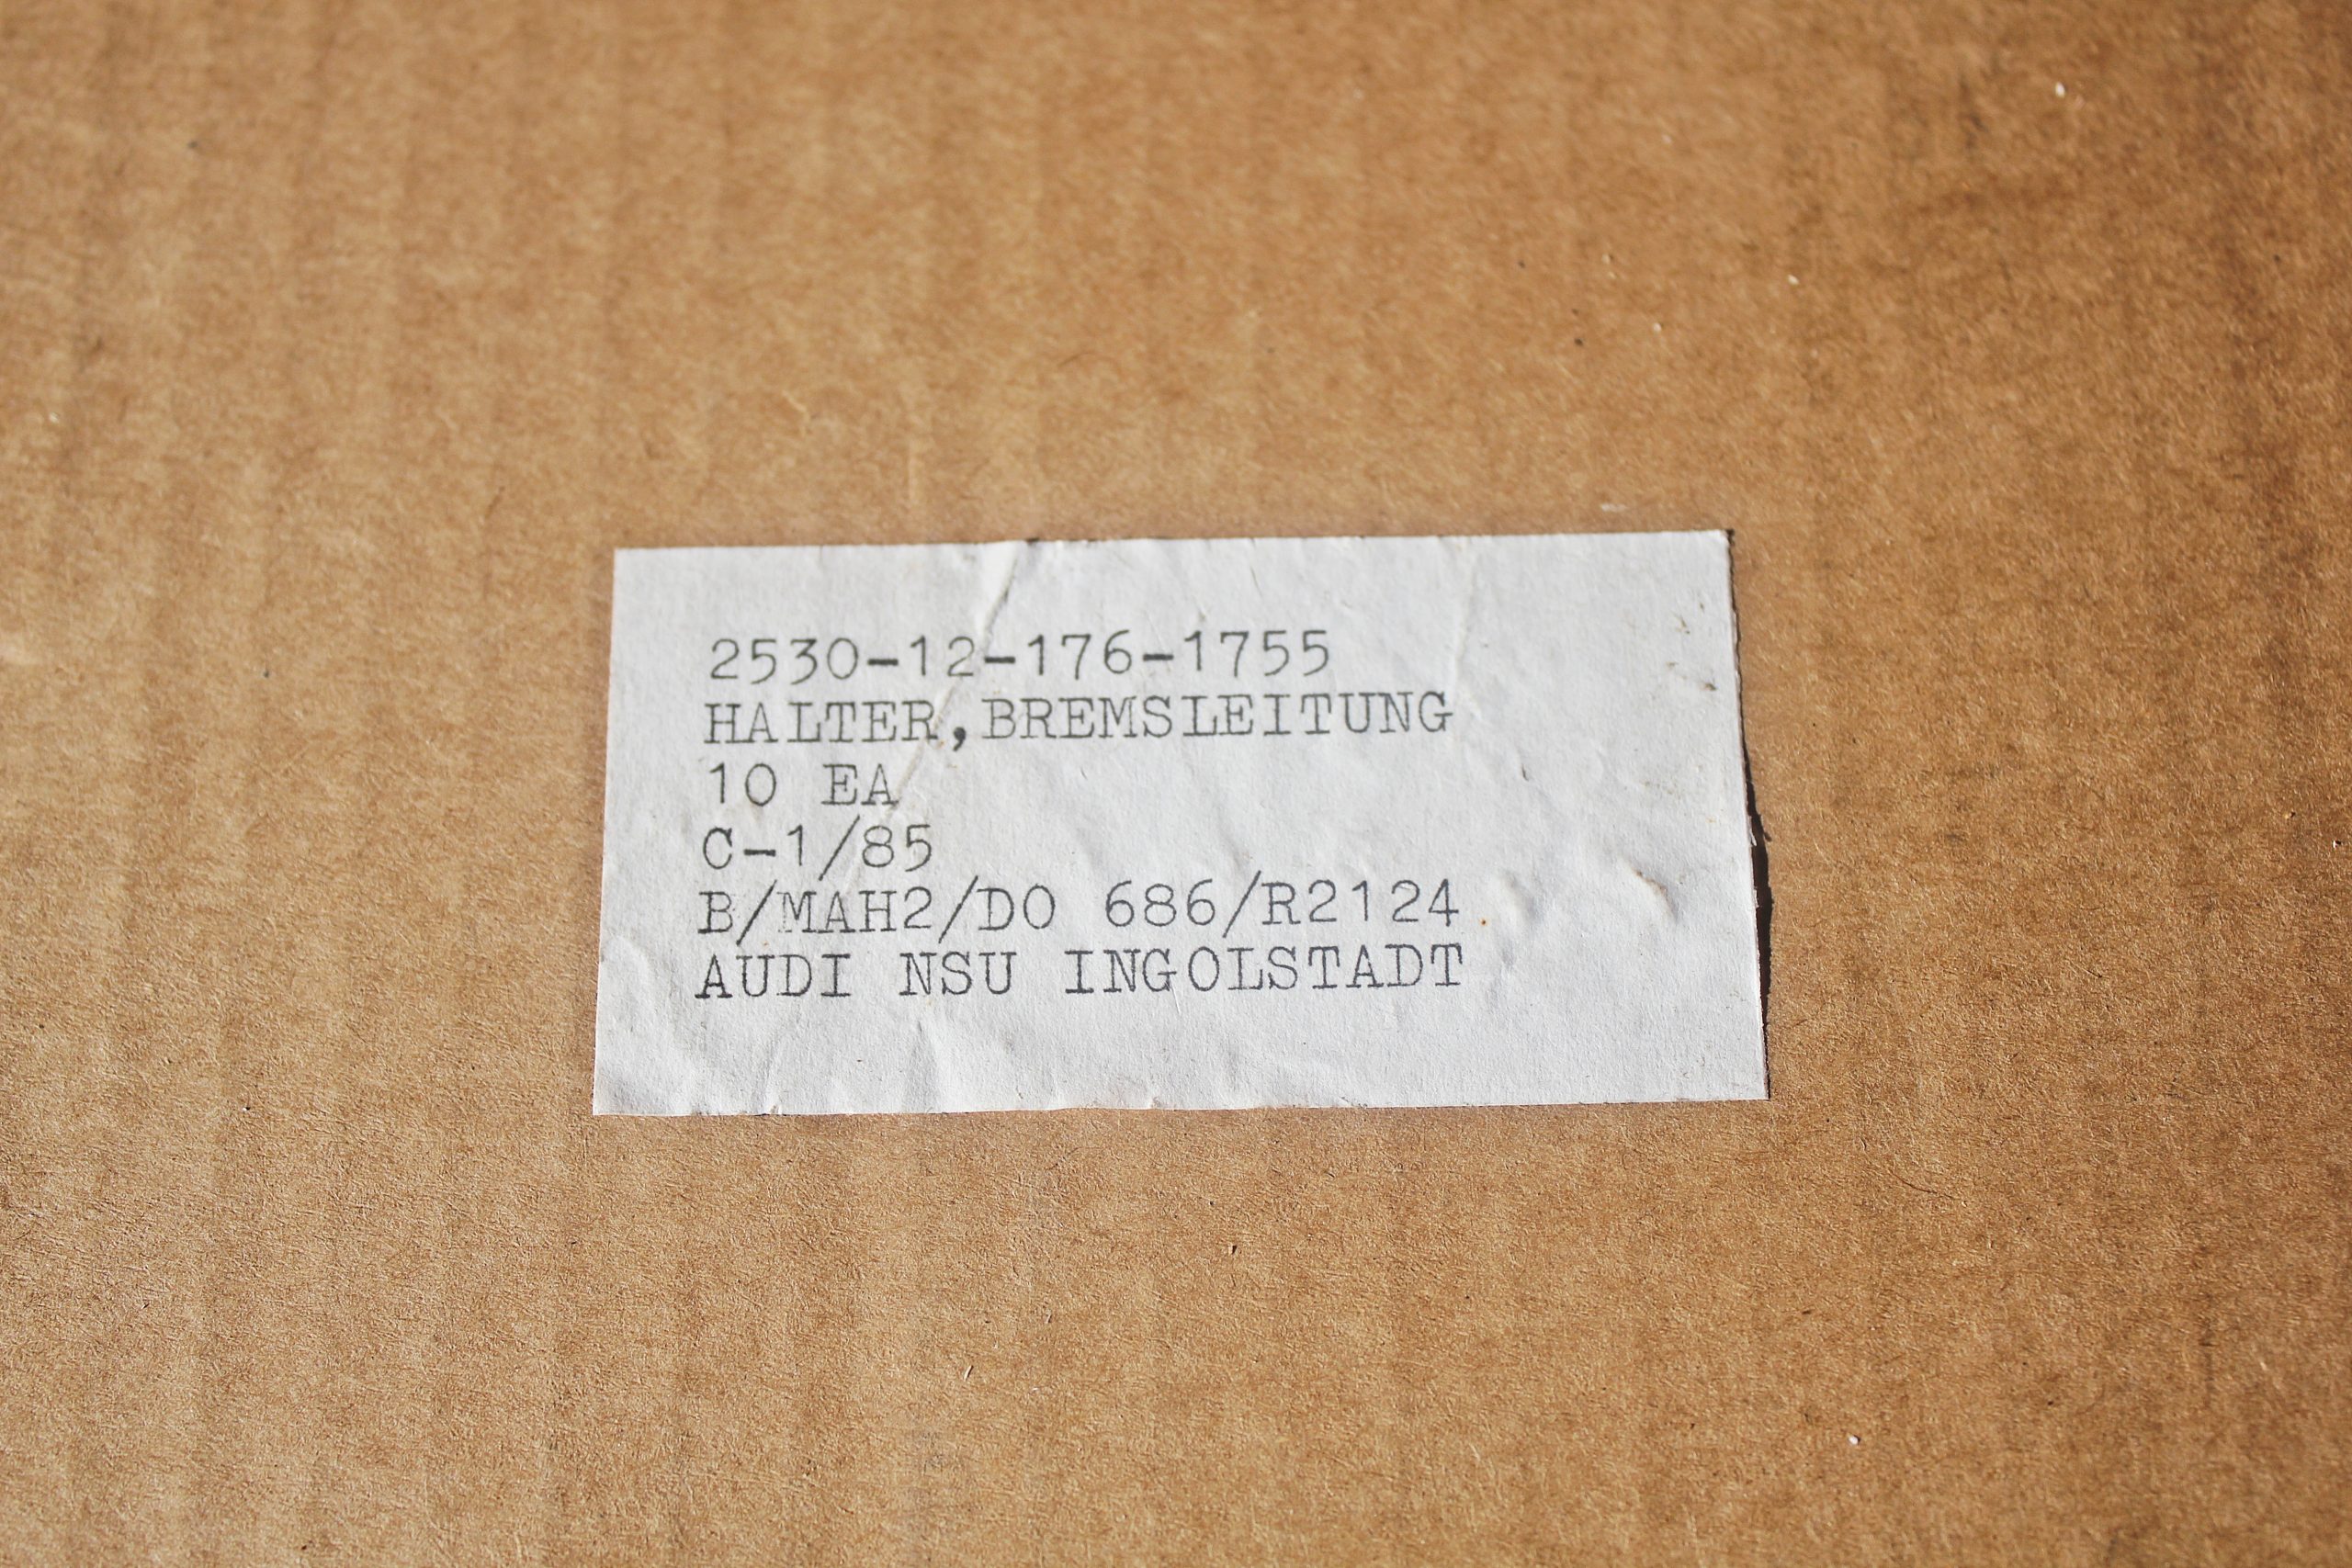 2530-12-176-1755
HALTER,BREMSLEITUNG
10 EA
C-1/85
B/MAH2/DO 686/R2124
AUDI NSU INGOLSTADT